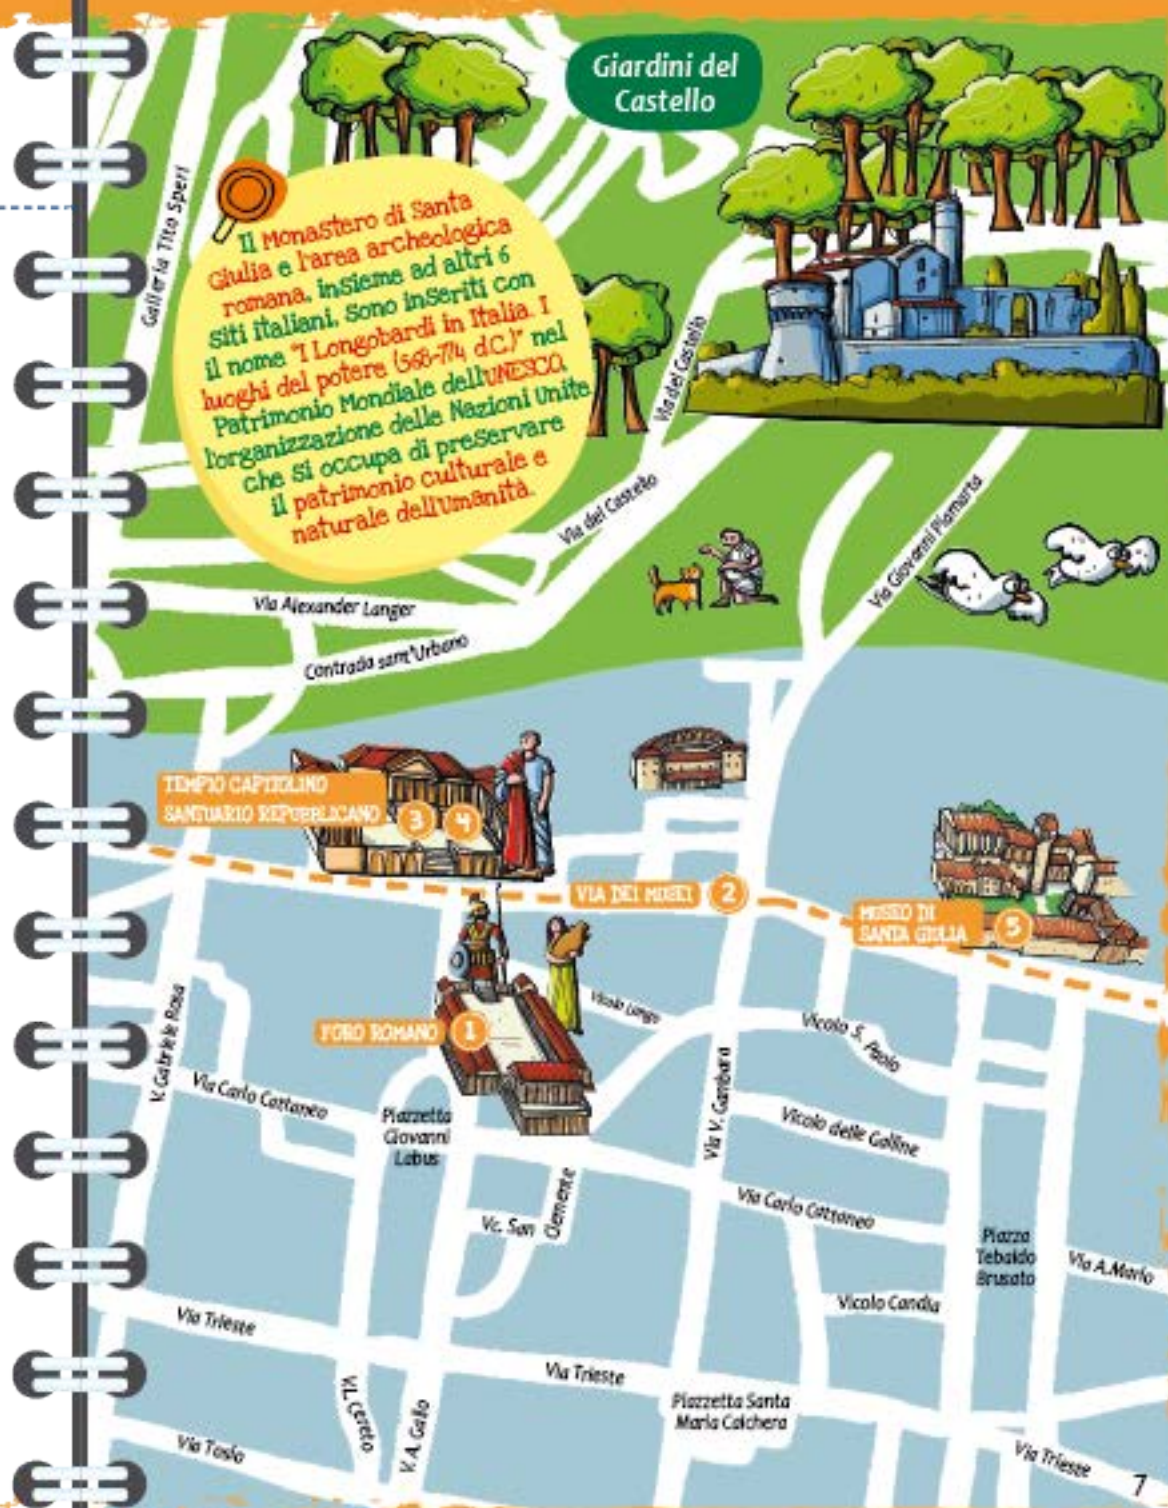 Giardini del
Castello
Galleria Tito Speri
Il Monastero di Santa
Giulia e l'area archeologica
romana, insieme ad altri 6
siti italiani, sono inseriti con
il nome "I Longobardi in Italia. I
luoghi del potere (568-774 d.C.)" nel
Patrimonio Mondiale dell'UNESCO,
l'organizzazione delle Nazioni Unite
che si occupa di preservare
il patrimonio culturale e
naturale dell'Umanità.
Via del Castello
Via del Castello
Via Giovanni Piamarta
Via Alexander Langer
Contrada sant'Urbano
TEMPIO CAPITOLINO
SANTUARIO REPUBBLICANO 3 4
VIA DEI MUSEI 2
MUSEO DI
SANTA GIULIA 5
FORO ROMANO 1
Vicolo Lungo
Vicolo S. Paolo
V. Gabriele Rosa
Via Carlo Cattaneo
Piazzetta
Giovanni
Labus
Via V. Gambara
Vicolo delle Galline
Vc. San Clemente
Via Carlo Cattaneo
Piazza
Tebaldo
Brusato
Via A.Mario
Vicolo Candia
Via Trieste
Via Trieste
Piazzetta Santa
Maria Calchera
V.L. Cereto
V. A. Gallo
Via Tosio
Via Trieste
7